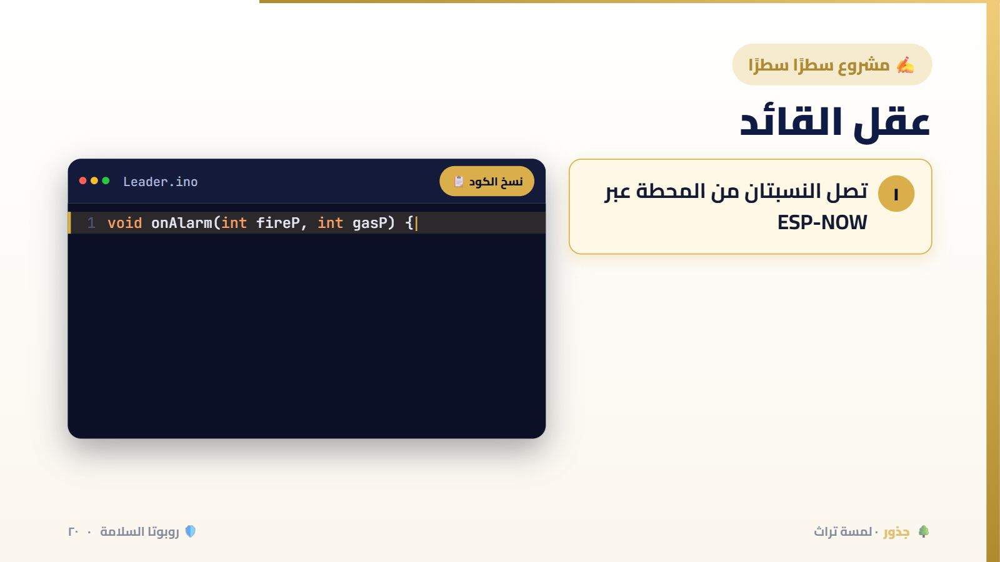 ✍️ مشروع سطرًا سطرًا
عقل القائد
١ تصل النسبتان من المحطة عبر
ESP-NOW
Leader.ino
نسخ الكود 📋
1 void onAlarm(int fireP, int gasP) {
🌳 جذور · لمسة تراث
🛡️ روبوتا السلامة · ٢٠